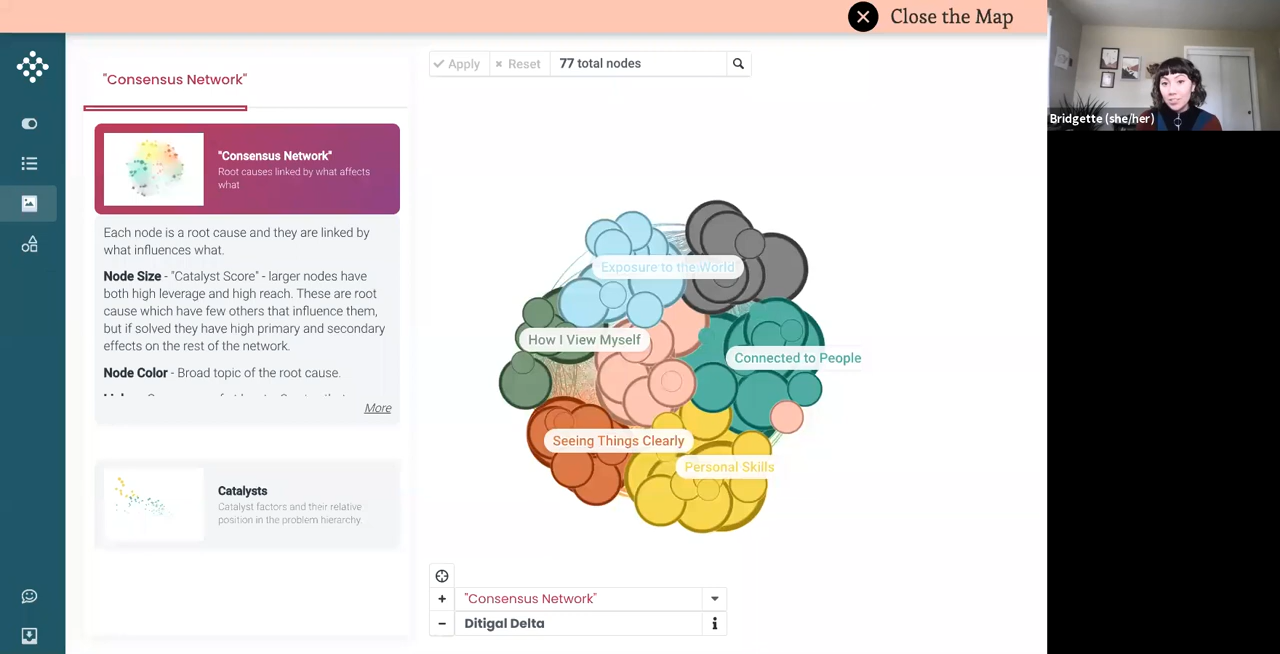 Close the Map
"Consensus Network"
"Consensus Network"
Root causes linked by what affects
what
Each node is a root cause and they are linked by
what influences what.
Node Size - "Catalyst Score" - larger nodes have
both high leverage and high reach. These are root
cause which have few others that influence them,
but if solved they have high primary and secondary
effects on the rest of the network.
Node Color - Broad topic of the root cause.
More
Catalysts
Catalyst factors and their relative
position in the problem hierarchy.
Apply
Reset
77 total nodes
Exposure to the World
How I View Myself
Connected to People
Seeing Things Clearly
Personal Skills
"Consensus Network"
Ditigal Delta
Bridgette (she/her)